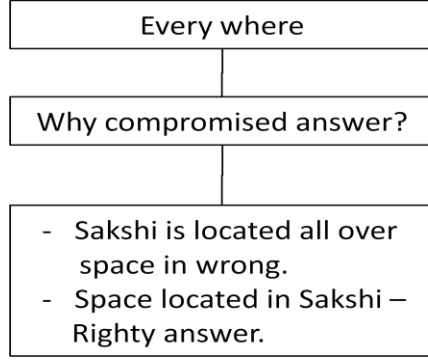 Every where
Why compromised answer?
- Sakshi is located all over
space in wrong.
- Space located in Sakshi –
Righty answer.